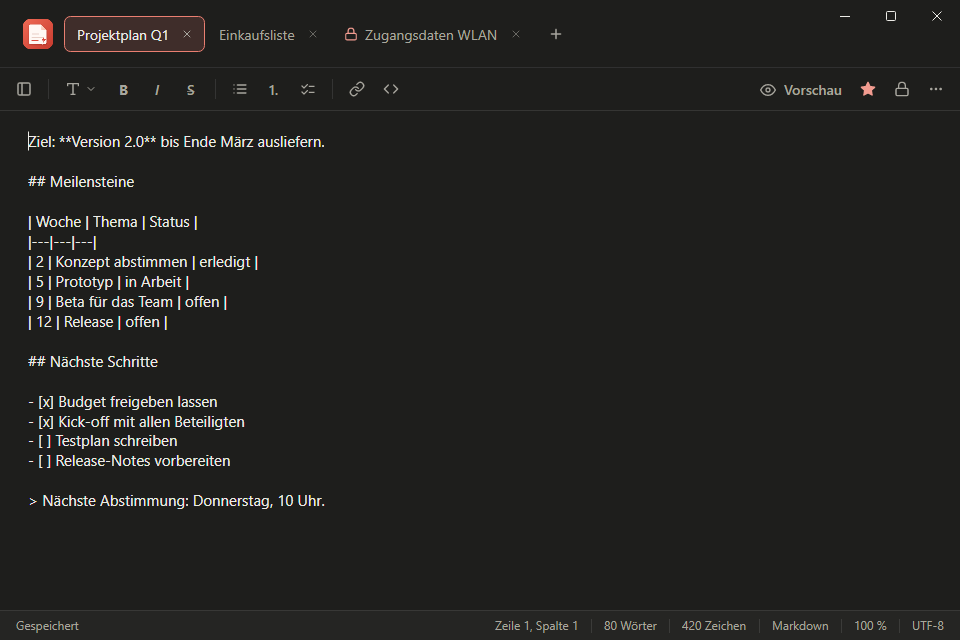 Projektplan Q1
Einkaufsliste
Zugangsdaten WLAN
T B I S 1. Vorschau
Ziel: **Version 2.0** bis Ende März ausliefern.
## Meilensteine
| Woche | Thema | Status |
|---|---|---|
| 2 | Konzept abstimmen | erledigt |
| 5 | Prototyp | in Arbeit |
| 9 | Beta für das Team | offen |
| 12 | Release | offen |
## Nächste Schritte
- [x] Budget freigeben lassen
- [x] Kick-off mit allen Beteiligten
- [ ] Testplan schreiben
- [ ] Release-Notes vorbereiten
> Nächste Abstimmung: Donnerstag, 10 Uhr.
Gespeichert
Zeile 1, Spalte 1
80 Wörter
420 Zeichen
Markdown
100 %
UTF-8